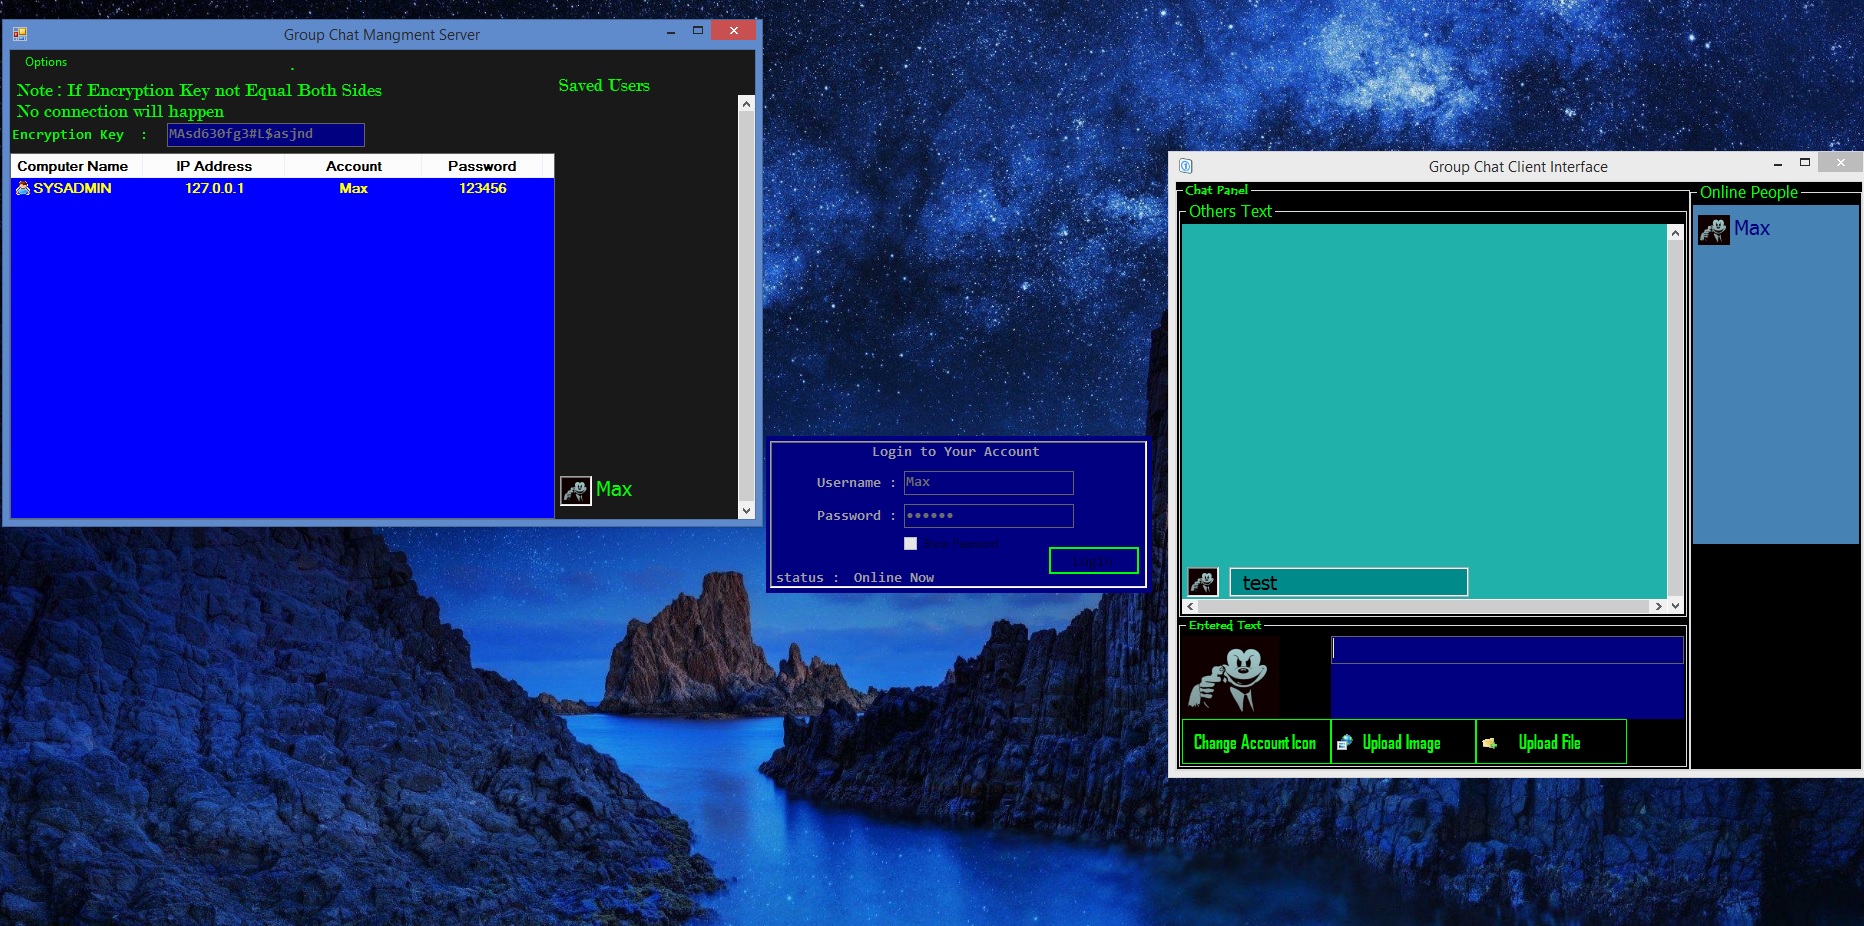 Group Chat Mangment Server
Options
Note : If Encryption Key not Equal Both Sides
No connection will happen
Encryption Key : MAsd630fg3#L$asjnd
Saved Users
Computer Name IP Address Account Password
SYSADMIN 127.0.0.1 Max 123456
Max
Login to Your Account
Username : Max
Password : ••••••
Show Password
status : Online Now
Group Chat Client Interface
Chat Panel
Others Text
test
Online People
Max
Entered Text
Change Account Icon
Upload Image
Upload File